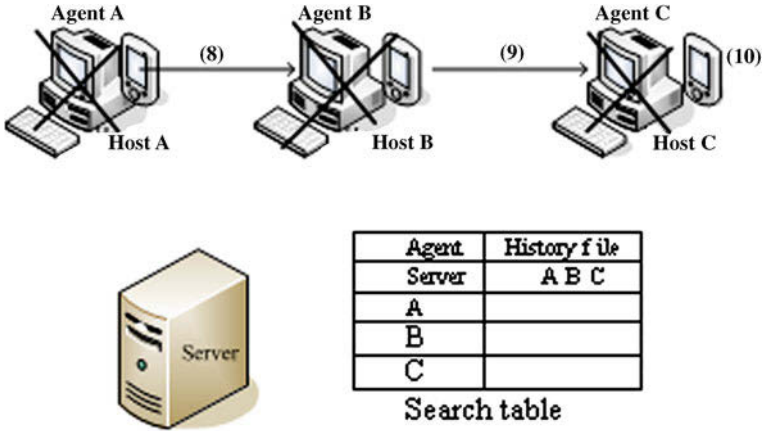 Agent A Agent B Agent C
(8) (9) (10)
Host A Host B Host C
Server
Agent History file
Server A B C
A
B
C
Search table